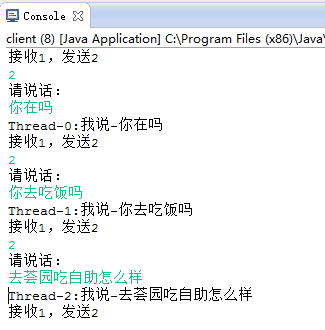 Console
client (8) [Java Application] C:\Program Files (x86)\Java\
接收1，发送2
2
请说话：
你在吗
Thread-0:我说-你在吗
接收1，发送2
2
请说话：
你去吃饭吗
Thread-1:我说-你去吃饭吗
接收1，发送2
2
请说话：
去荟园吃自助怎么样
Thread-2:我说-去荟园吃自助怎么样
接收1，发送2